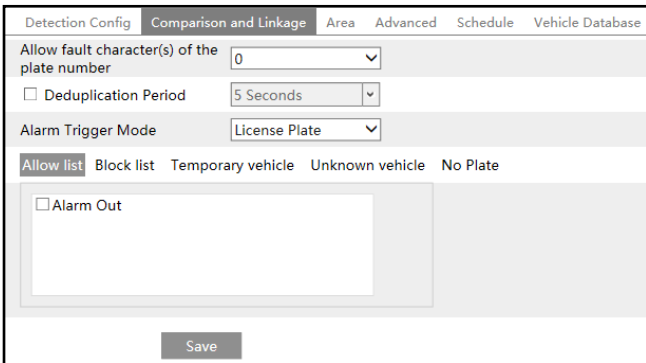 Detection Config Comparison and Linkage Area Advanced Schedule Vehicle Database
Allow fault character(s) of the
plate number
0
Deduplication Period 5 Seconds
Alarm Trigger Mode License Plate
Allow list Block list Temporary vehicle Unknown vehicle No Plate
Alarm Out
Save